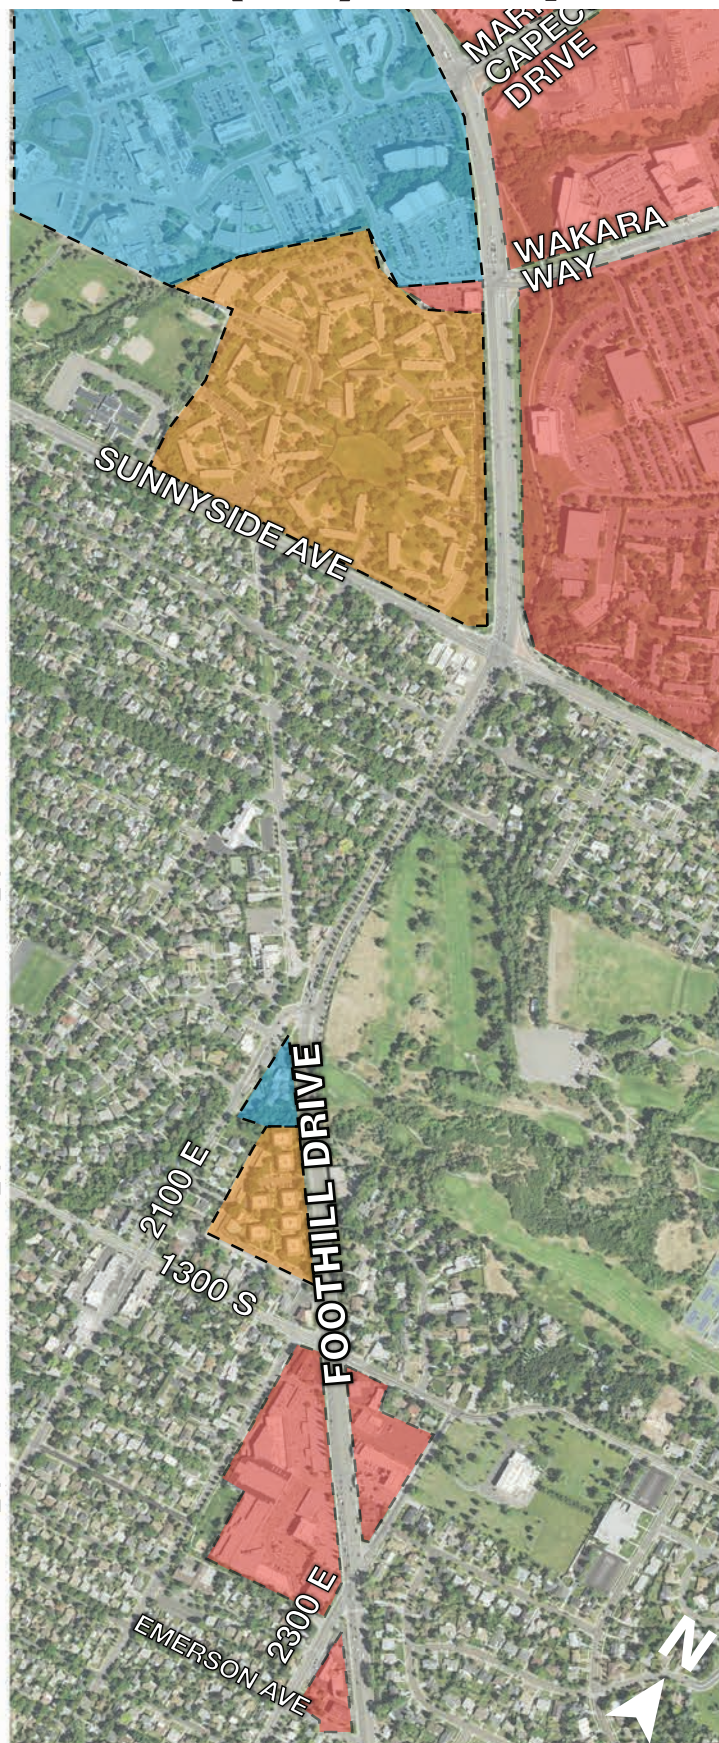 CAPEC
DRIVE
WAKARA
WAY
SUNNYSIDE AVE
FOOTHILL DRIVE
2100 E
1300 S
2300 E
EMERSON AVE
N